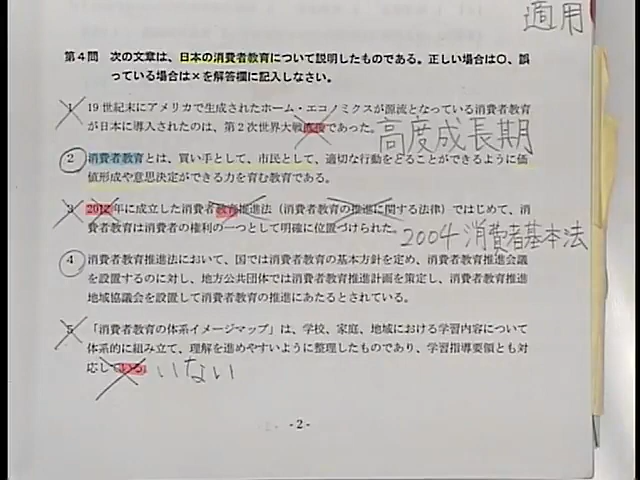 適用
第4問 次の文章は、日本の消費者教育について説明したものである。正しい場合は○、誤
っている場合は×を解答欄に記入しなさい。
1 19世紀末にアメリカで生成されたホーム・エコノミクスが源流となっている消費者教育
が日本に導入されたのは、第2次世界大戦直後であった。
高度成長期
2 消費者教育とは、買い手として、市民として、適切な行動をとることができるように価
値形成や意思決定ができる力を育む教育である。
3 2012年に成立した消費者教育推進法（消費者教育の推進に関する法律）ではじめて、消
費者教育は消費者の権利の一つとして明確に位置づけられた。
2004 消費者基本法
4 消費者教育推進法において、国では消費者教育の基本方針を定め、消費者教育推進会議
を設置するのに対し、地方公共団体では消費者教育推進計画を策定し、消費者教育推進
地域協議会を設置して消費者教育の推進にあたるとされている。
5 「消費者教育の体系イメージマップ」は、学校、家庭、地域における学習内容について
体系的に組み立て、理解を進めやすいように整理したものであり、学習指導要領とも対
応している。
いない
- 2 -